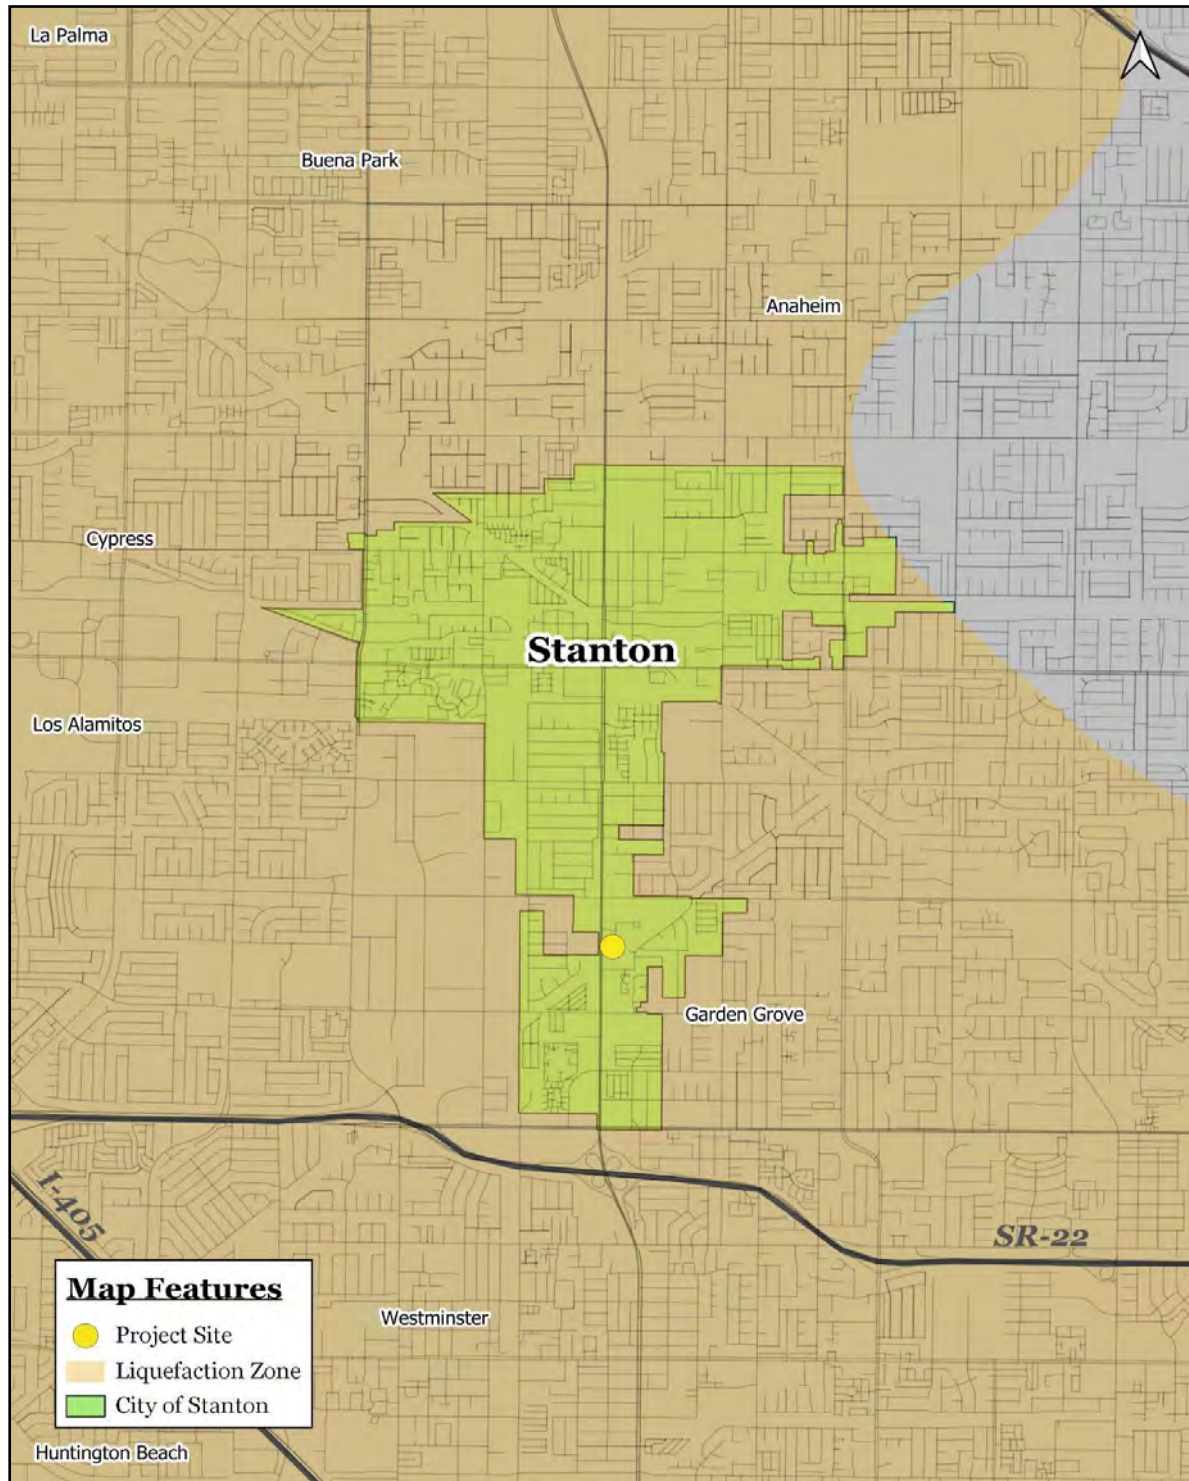 La Palma
Buena Park
Anaheim
Cypress
Stanton
Los Alamitos
Garden Grove
I-405
SR-22
Map Features
Project Site
Liquefaction Zone
City of Stanton
Westminster
Huntington Beach